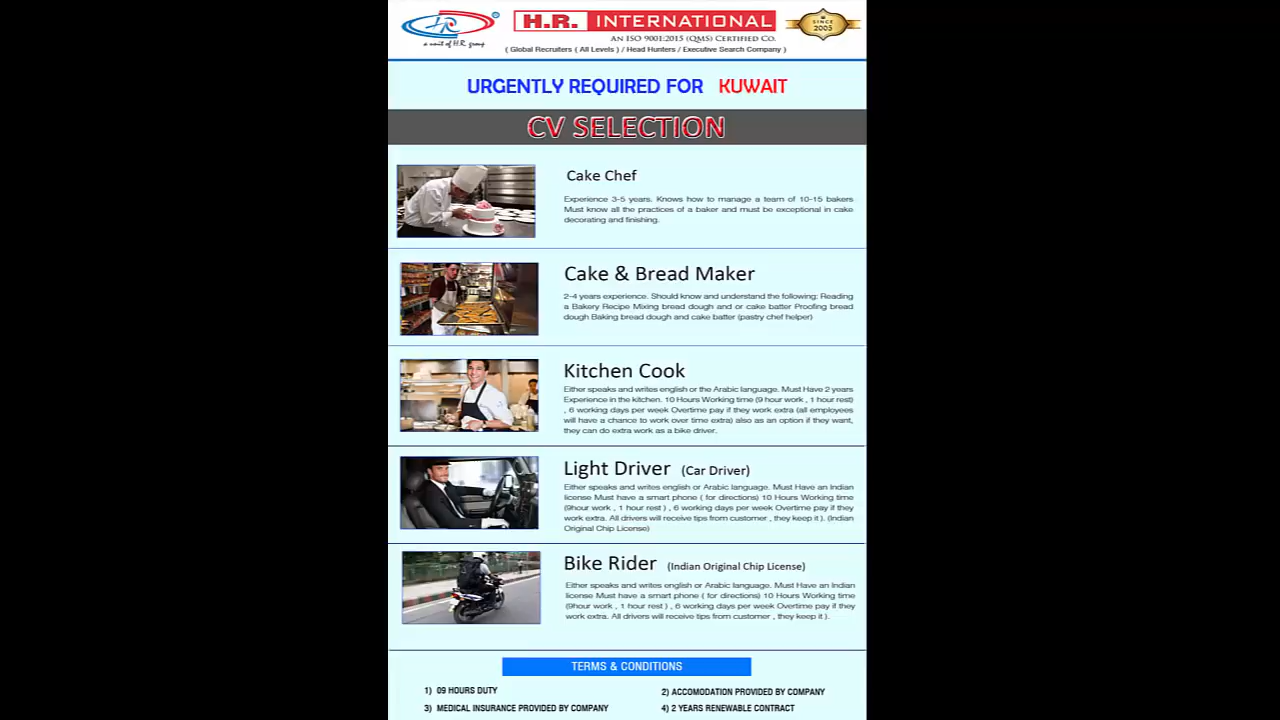 HR
a unit of H.R. group
H.R. INTERNATIONAL
AN ISO 9001:2015 (QMS) CERTIFIED CO.
( Global Recruiters ( All Levels ) / Head Hunters / Executive Search Company )
SINCE
2005
URGENTLY REQUIRED FOR KUWAIT
CV SELECTION
Cake Chef
Experience 3-5 years. Knows how to manage a team of 10-15 bakers
Must know all the practices of a baker and must be exceptional in cake
decorating and finishing.
Cake & Bread Maker
2-4 years experience. Should know and understand the following: Reading
a Bakery Recipe Mixing bread dough and or cake batter Proofing bread
dough Baking bread dough and cake batter (pastry chef helper)
Kitchen Cook
Either speaks and writes english or the Arabic language. Must Have 2 years
Experience in the kitchen. 10 Hours Working time (9 hour work , 1 hour rest)
, 6 working days per week Overtime pay if they work extra (all employees
will have a chance to work over time extra) also as an option if they want,
they can do extra work as a bike driver.
Light Driver (Car Driver)
Either speaks and writes english or Arabic language. Must Have an Indian
license Must have a smart phone ( for directions) 10 Hours Working time
(9hour work , 1 hour rest ) , 6 working days per week Overtime pay if they
work extra. All drivers will receive tips from customer , they keep it ). (Indian
Original Chip License)
Bike Rider (Indian Original Chip License)
Either speaks and writes english or Arabic language. Must Have an Indian
license Must have a smart phone ( for directions) 10 Hours Working time
(9hour work , 1 hour rest ) , 6 working days per week Overtime pay if they
work extra. All drivers will receive tips from customer , they keep it ).
TERMS & CONDITIONS
1) 09 HOURS DUTY
2) ACCOMODATION PROVIDED BY COMPANY
3) MEDICAL INSURANCE PROVIDED BY COMPANY
4) 2 YEARS RENEWABLE CONTRACT